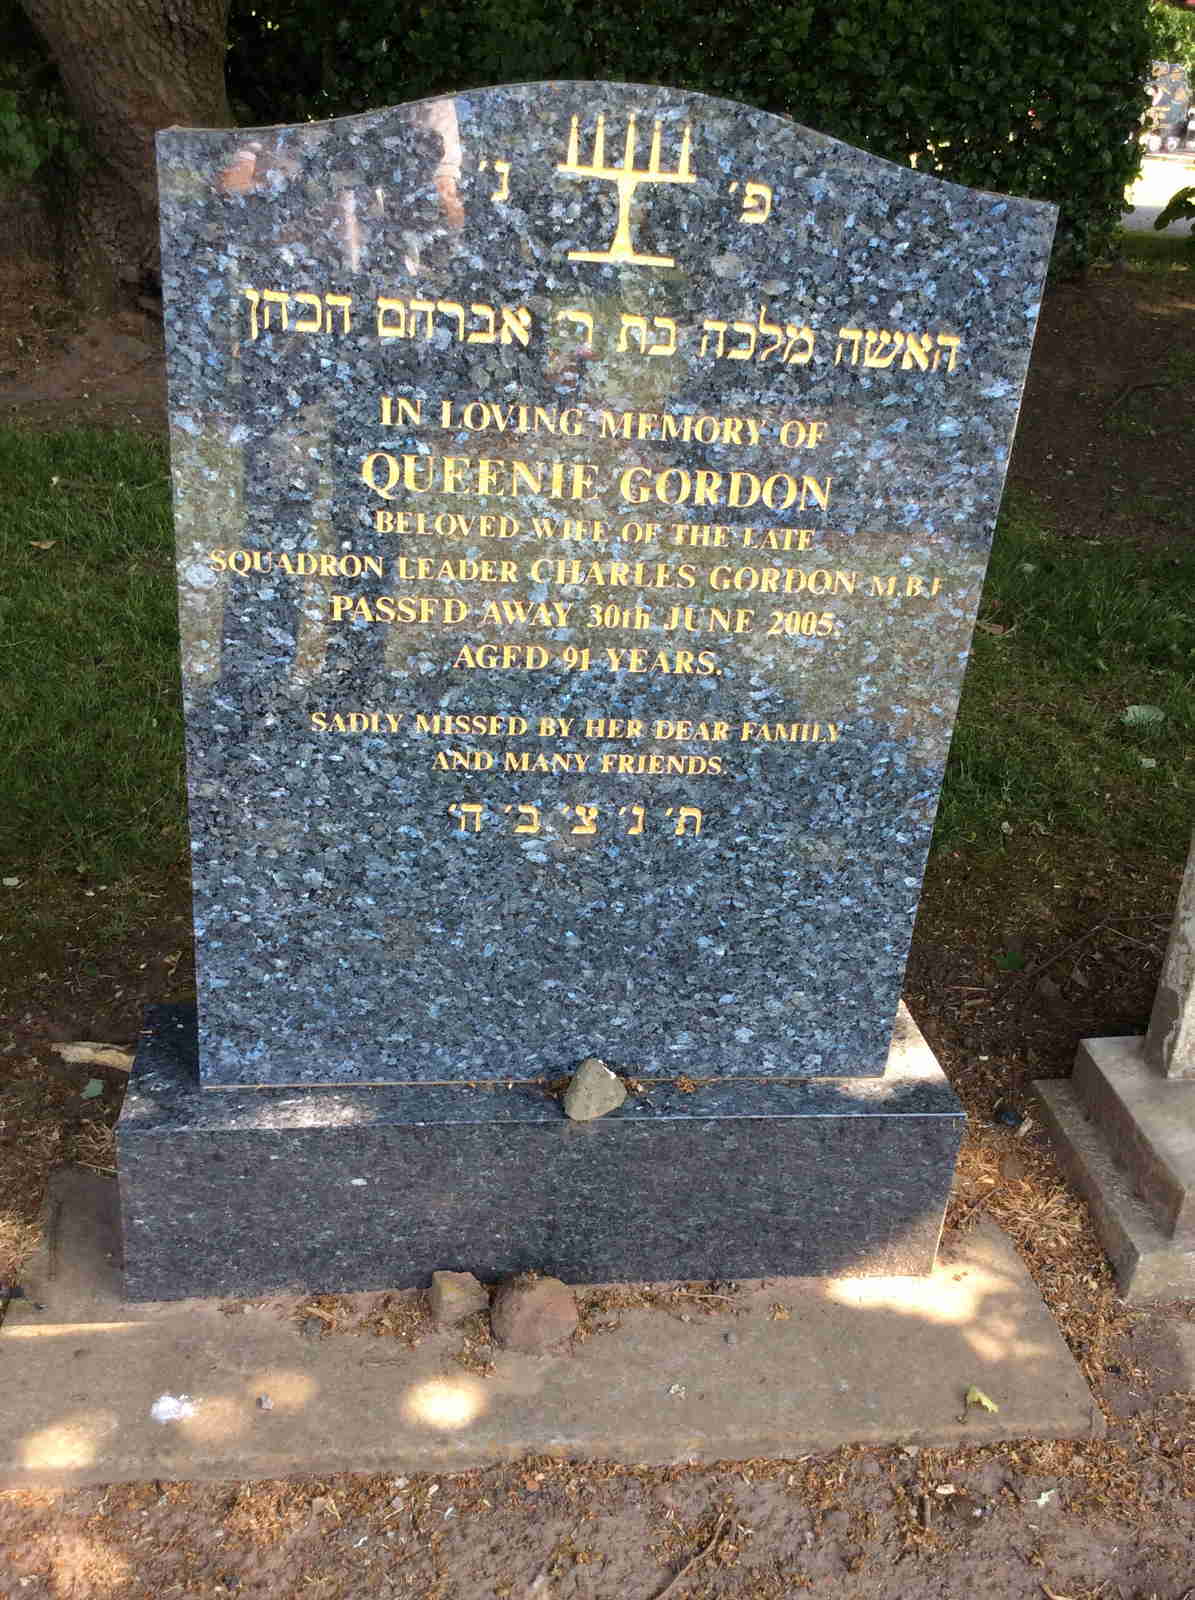 פ׳ נ׳
האשה מלכה בת ר׳ אברהם הכהן
IN LOVING MEMORY OF
QUEENIE GORDON
BELOVED WIFE OF THE LATE
SQUADRON LEADER CHARLES GORDON M.B.E
PASSED AWAY 30th JUNE 2005.
AGED 91 YEARS.
SADLY MISSED BY HER DEAR FAMILY
AND MANY FRIENDS.
ת׳ נ׳ צ׳ ב׳ ה׳